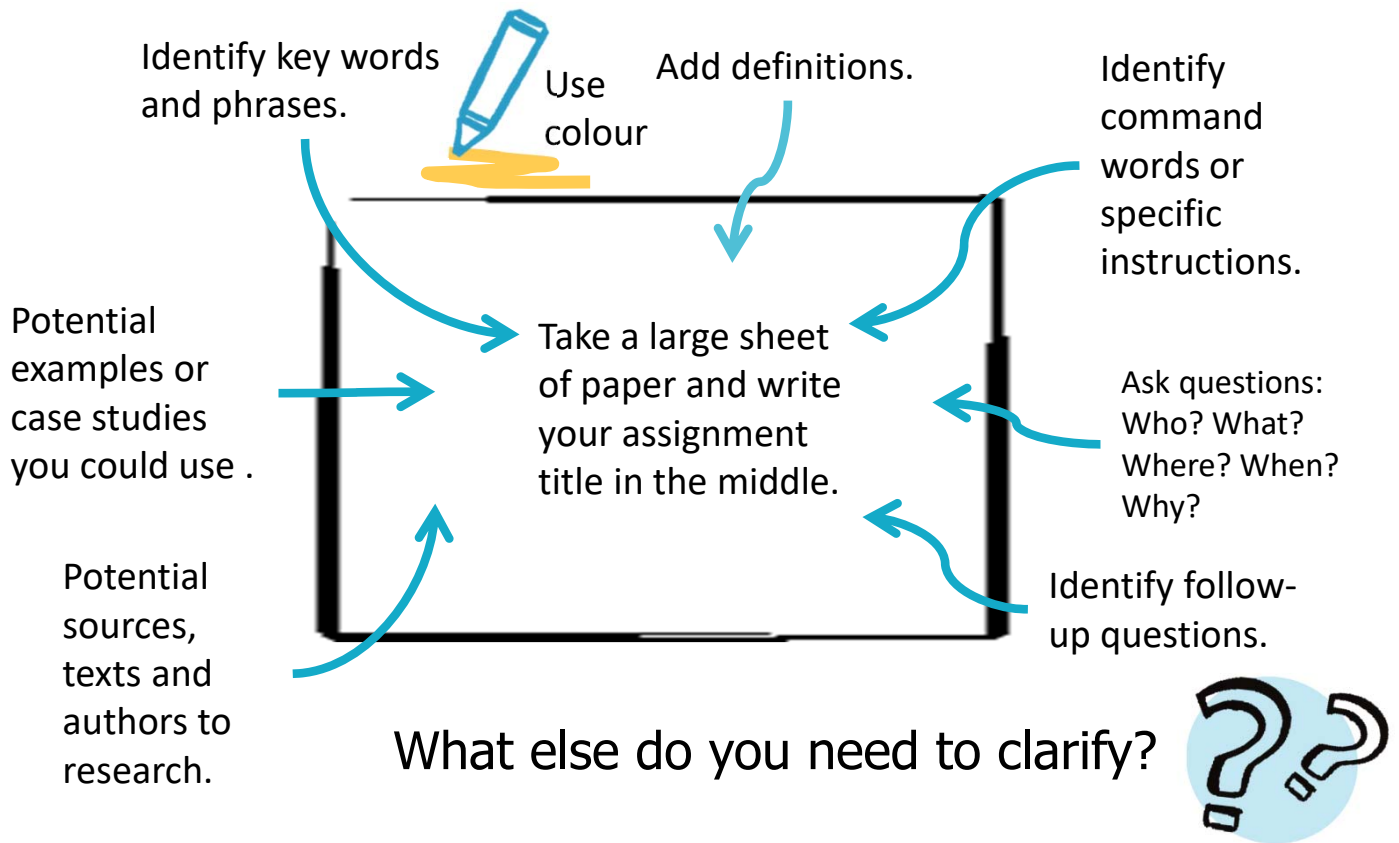 Identify key words
and phrases.
Use
colour
Add definitions.
Identify
command
words or
specific
instructions.
Potential
examples or
case studies
you could use .
Take a large sheet
of paper and write
your assignment
title in the middle.
Ask questions:
Who? What?
Where? When?
Why?
Potential
sources,
texts and
authors to
research.
Identify follow-
up questions.
What else do you need to clarify?
??